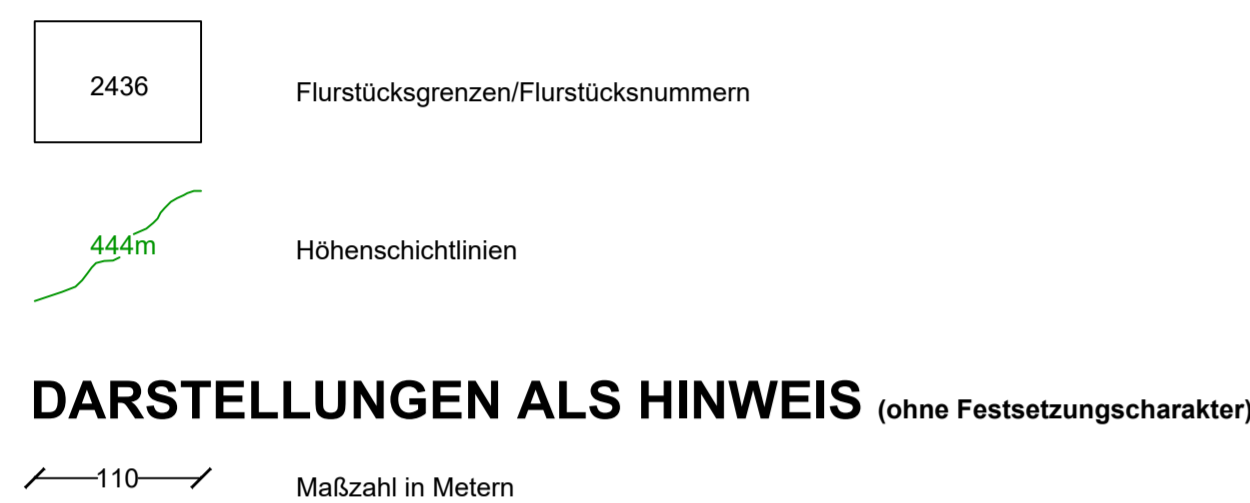 2436 Flurstücksgrenzen/Flurstücksnummern
444m Höhenschichtlinien
DARSTELLUNGEN ALS HINWEIS (ohne Festsetzungscharakter)
110 Maßzahl in Metern